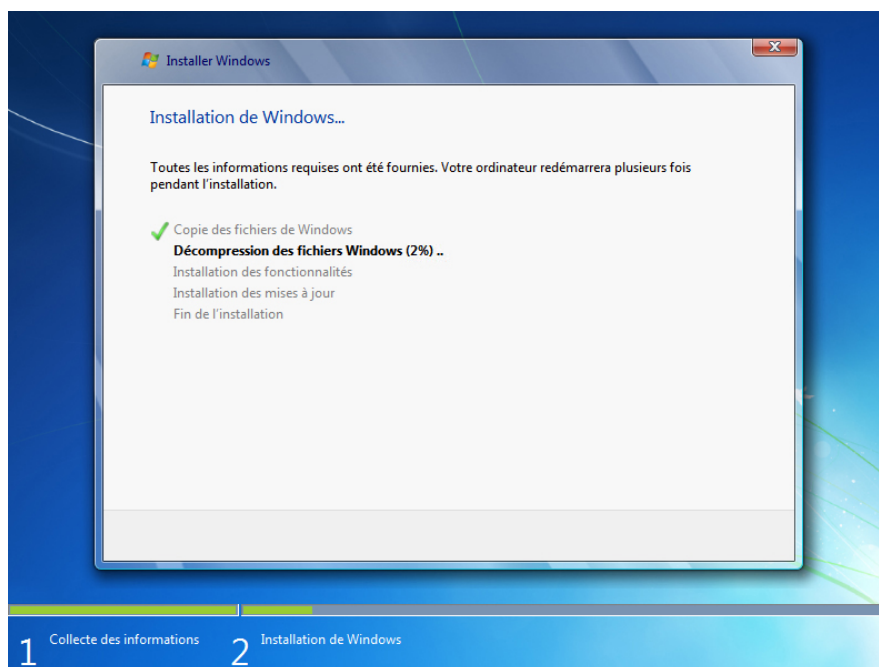 Installer Windows
Installation de Windows...
Toutes les informations requises ont été fournies. Votre ordinateur redémarrera plusieurs fois
pendant l'installation.
Copie des fichiers de Windows
Décompression des fichiers Windows (2%) ..
Installation des fonctionnalités
Installation des mises à jour
Fin de l'installation
1 Collecte des informations 2 Installation de Windows